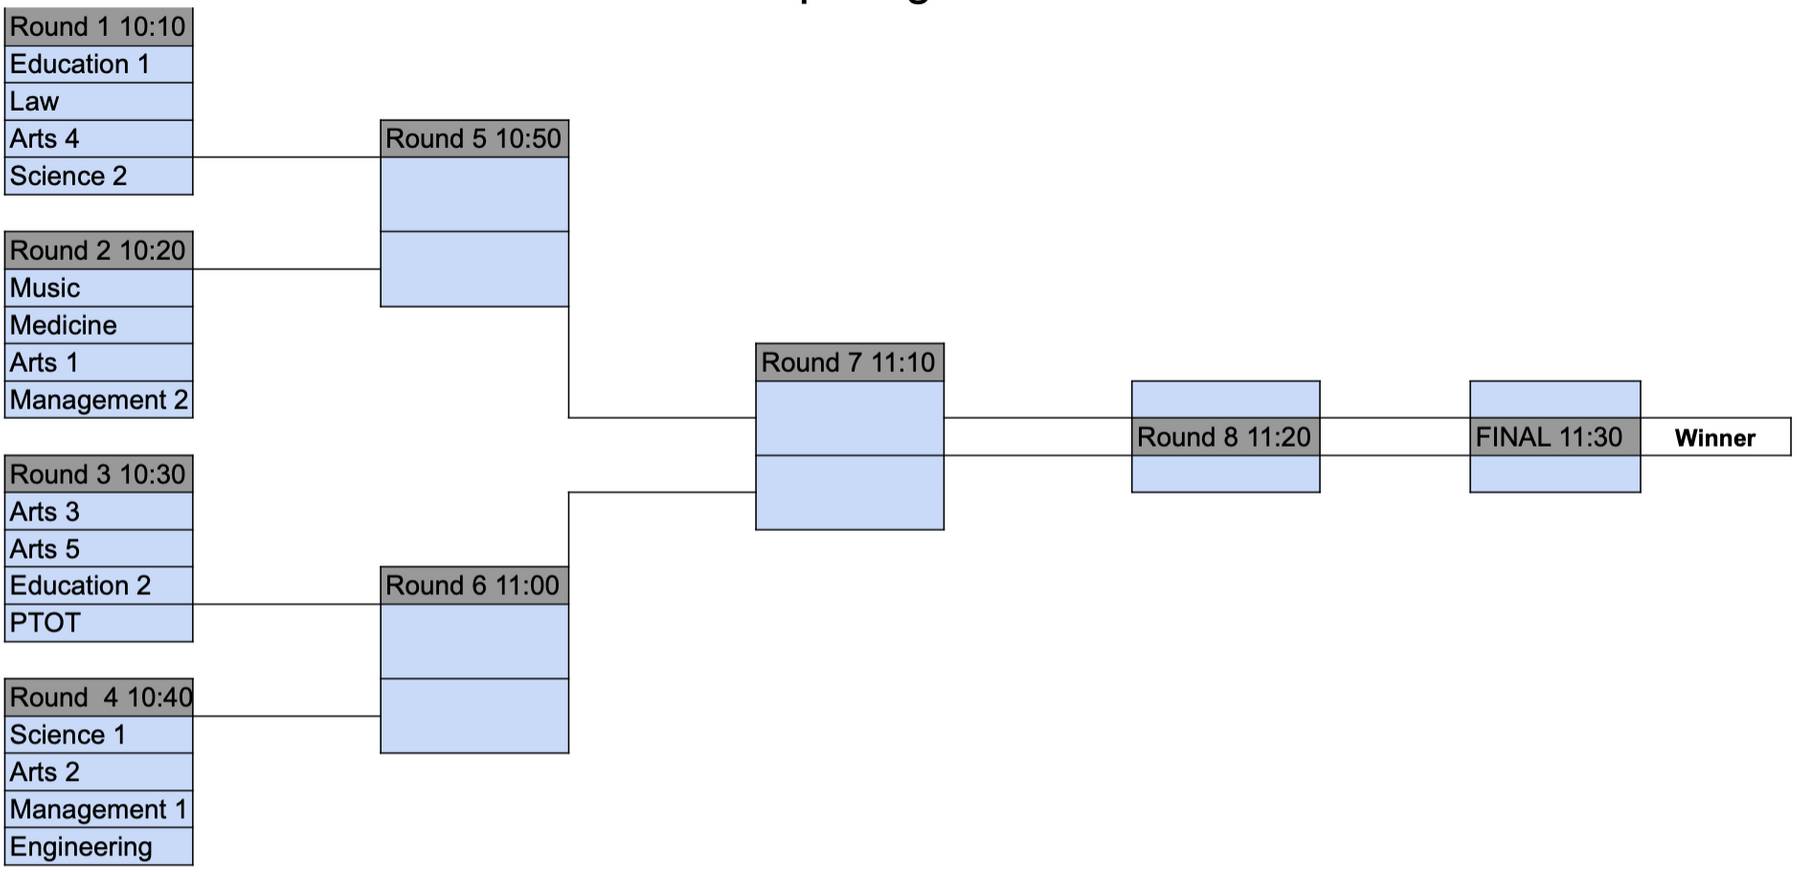 Round 1 10:10
Education 1
Law
Arts 4
Science 2
Round 2 10:20
Music
Medicine
Arts 1
Management 2
Round 3 10:30
Arts 3
Arts 5
Education 2
PTOT
Round  4 10:40
Science 1
Arts 2
Management 1
Engineering
Round 5 10:50
Round 6 11:00
Round 7 11:10
Round 8 11:20
FINAL 11:30
Winner